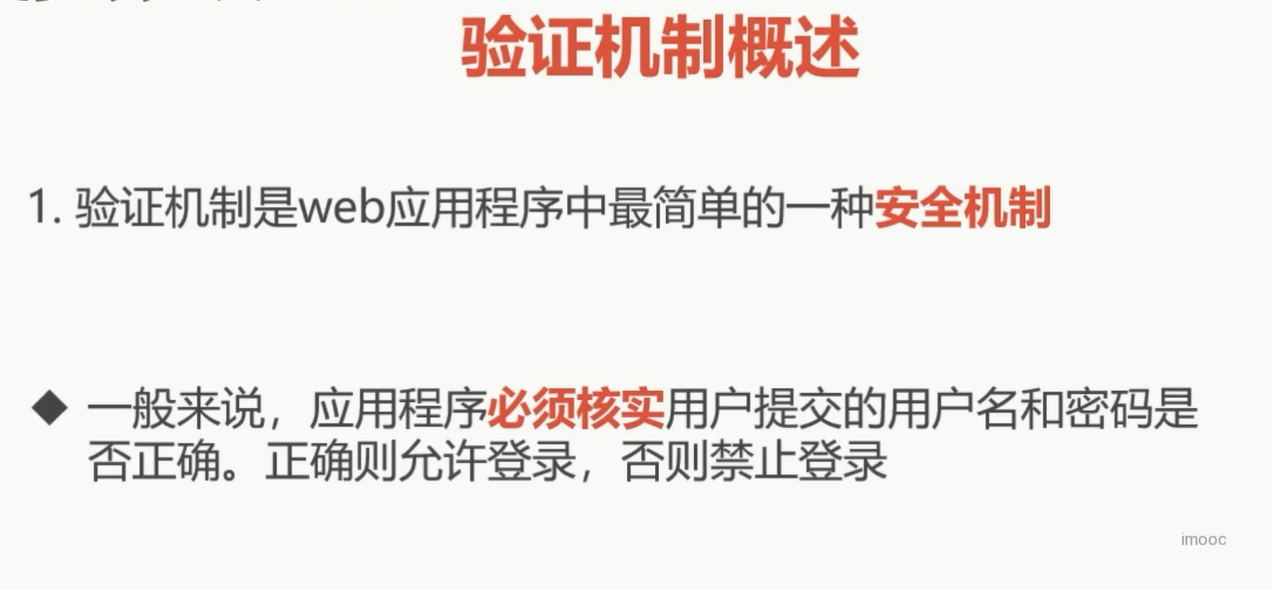 验证机制概述
1. 验证机制是web应用程序中最简单的一种安全机制
◆ 一般来说，应用程序必须核实用户提交的用户名和密码是
否正确。正确则允许登录，否则禁止登录
imooc